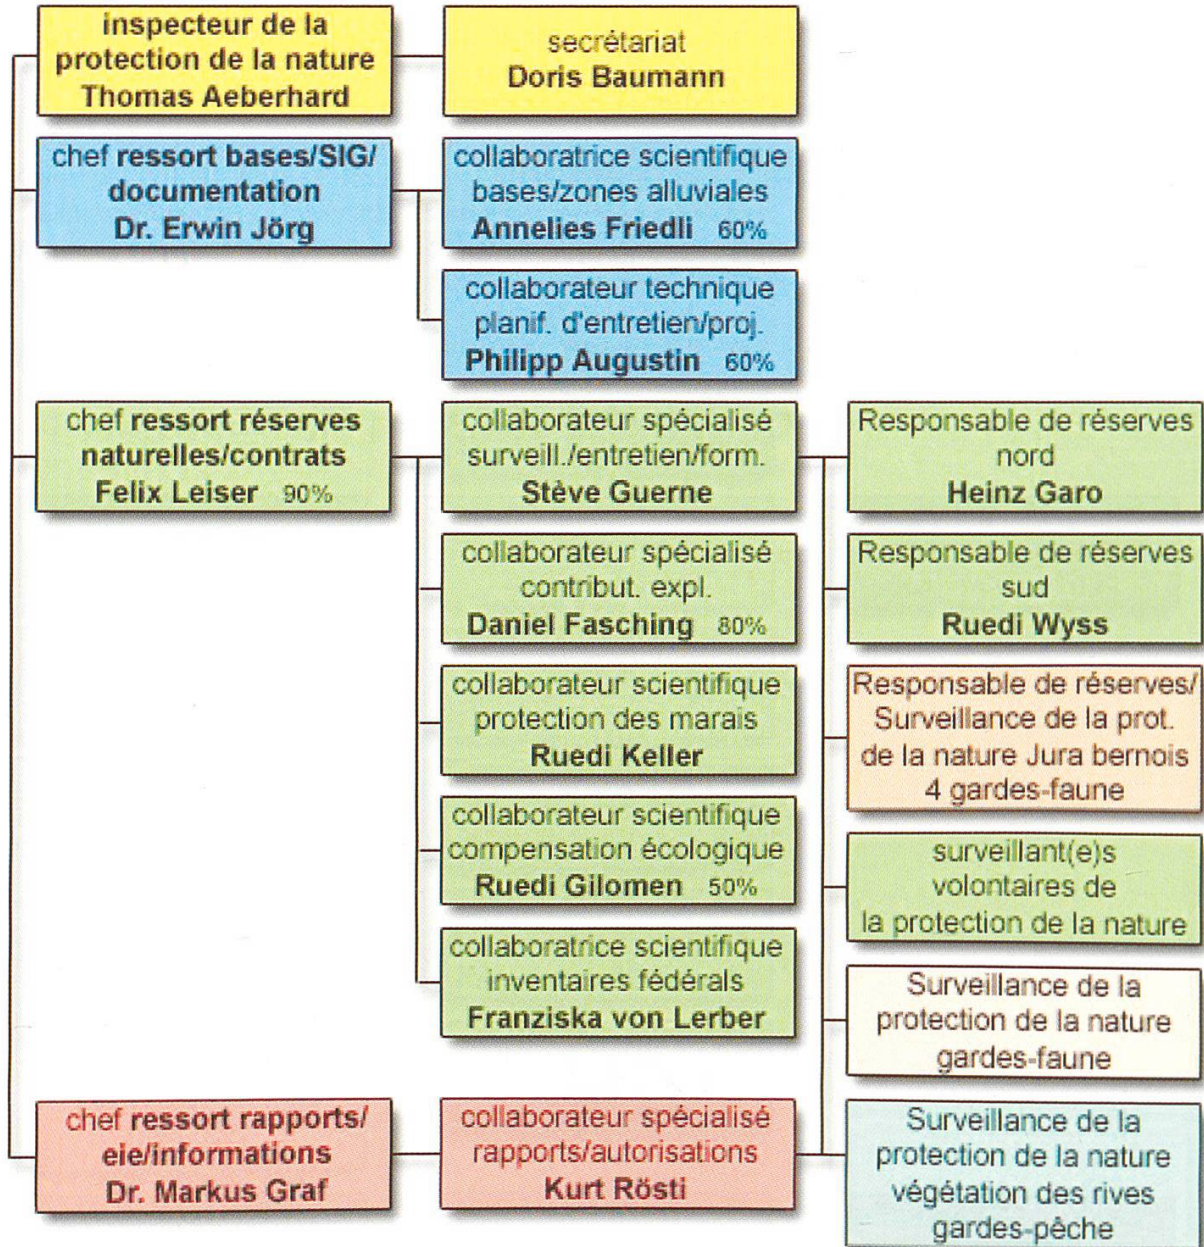 inspecteur de la
protection de la nature
Thomas Aeberhard
secrétariat
Doris Baumann
chef ressort bases/SIG/
documentation
Dr. Erwin Jörg
collaboratrice scientifique
bases/zones alluviales
Annelies Friedli 60%
collaborateur technique
planif. d'entretien/proj.
Philipp Augustin 60%
chef ressort réserves
naturelles/contrats
Felix Leiser 90%
collaborateur spécialisé
surveill./entretien/form.
Stève Guerne
Responsable de réserves
nord
Heinz Garo
collaborateur spécialisé
contribut. expl.
Daniel Fasching 80%
Responsable de réserves
sud
Ruedi Wyss
collaborateur scientifique
protection des marais
Ruedi Keller
Responsable de réserves/
Surveillance de la prot.
de la nature Jura bernois
4 gardes-faune
collaborateur scientifique
compensation écologique
Ruedi Gilomen 50%
surveillant(e)s
volontaires de
la protection de la nature
collaboratrice scientifique
inventaires fédérals
Franziska von Lerber
Surveillance de la
protection de la nature
gardes-faune
chef ressort rapports/
eie/informations
Dr. Markus Graf
collaborateur spécialisé
rapports/autorisations
Kurt Rösti
Surveillance de la
protection de la nature
végétation des rives
gardes-pêche